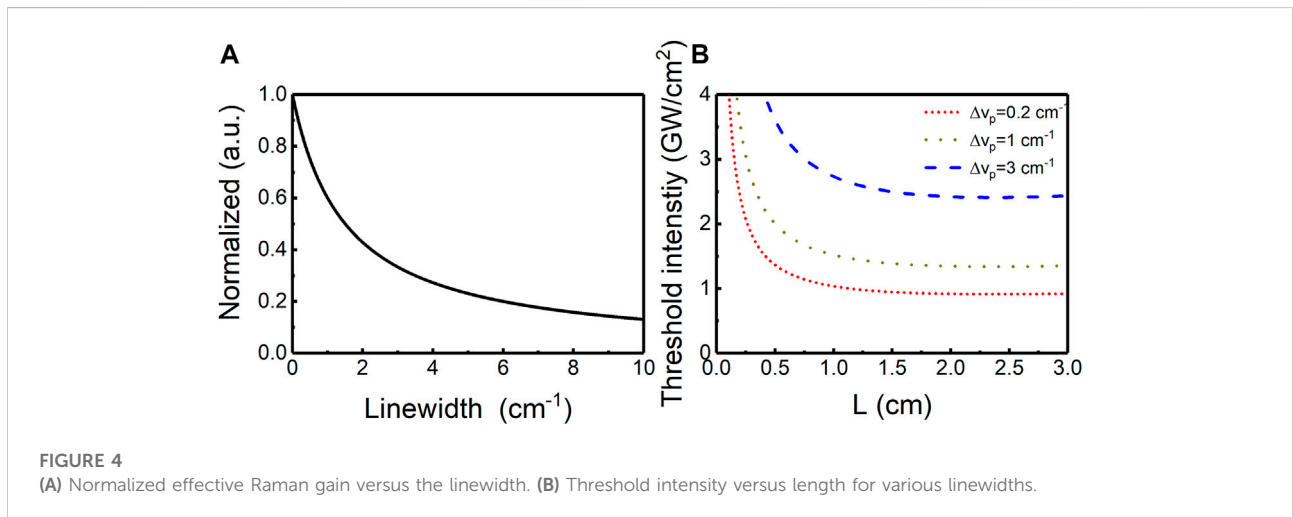 A
B
Normalized (a.u.)
1.0
0.8
0.6
0.4
0.2
0.0
0 2 4 6 8 10
Linewidth (cm⁻¹)
Threshold intenstiy (GW/cm²)
4
3
2
1
0
Δvₚ=0.2 cm⁻¹
Δvₚ=1 cm⁻¹
Δvₚ=3 cm⁻¹
0.0 0.5 1.0 1.5 2.0 2.5 3.0
L (cm)
FIGURE 4
(A) Normalized effective Raman gain versus the linewidth. (B) Threshold intensity versus length for various linewidths.